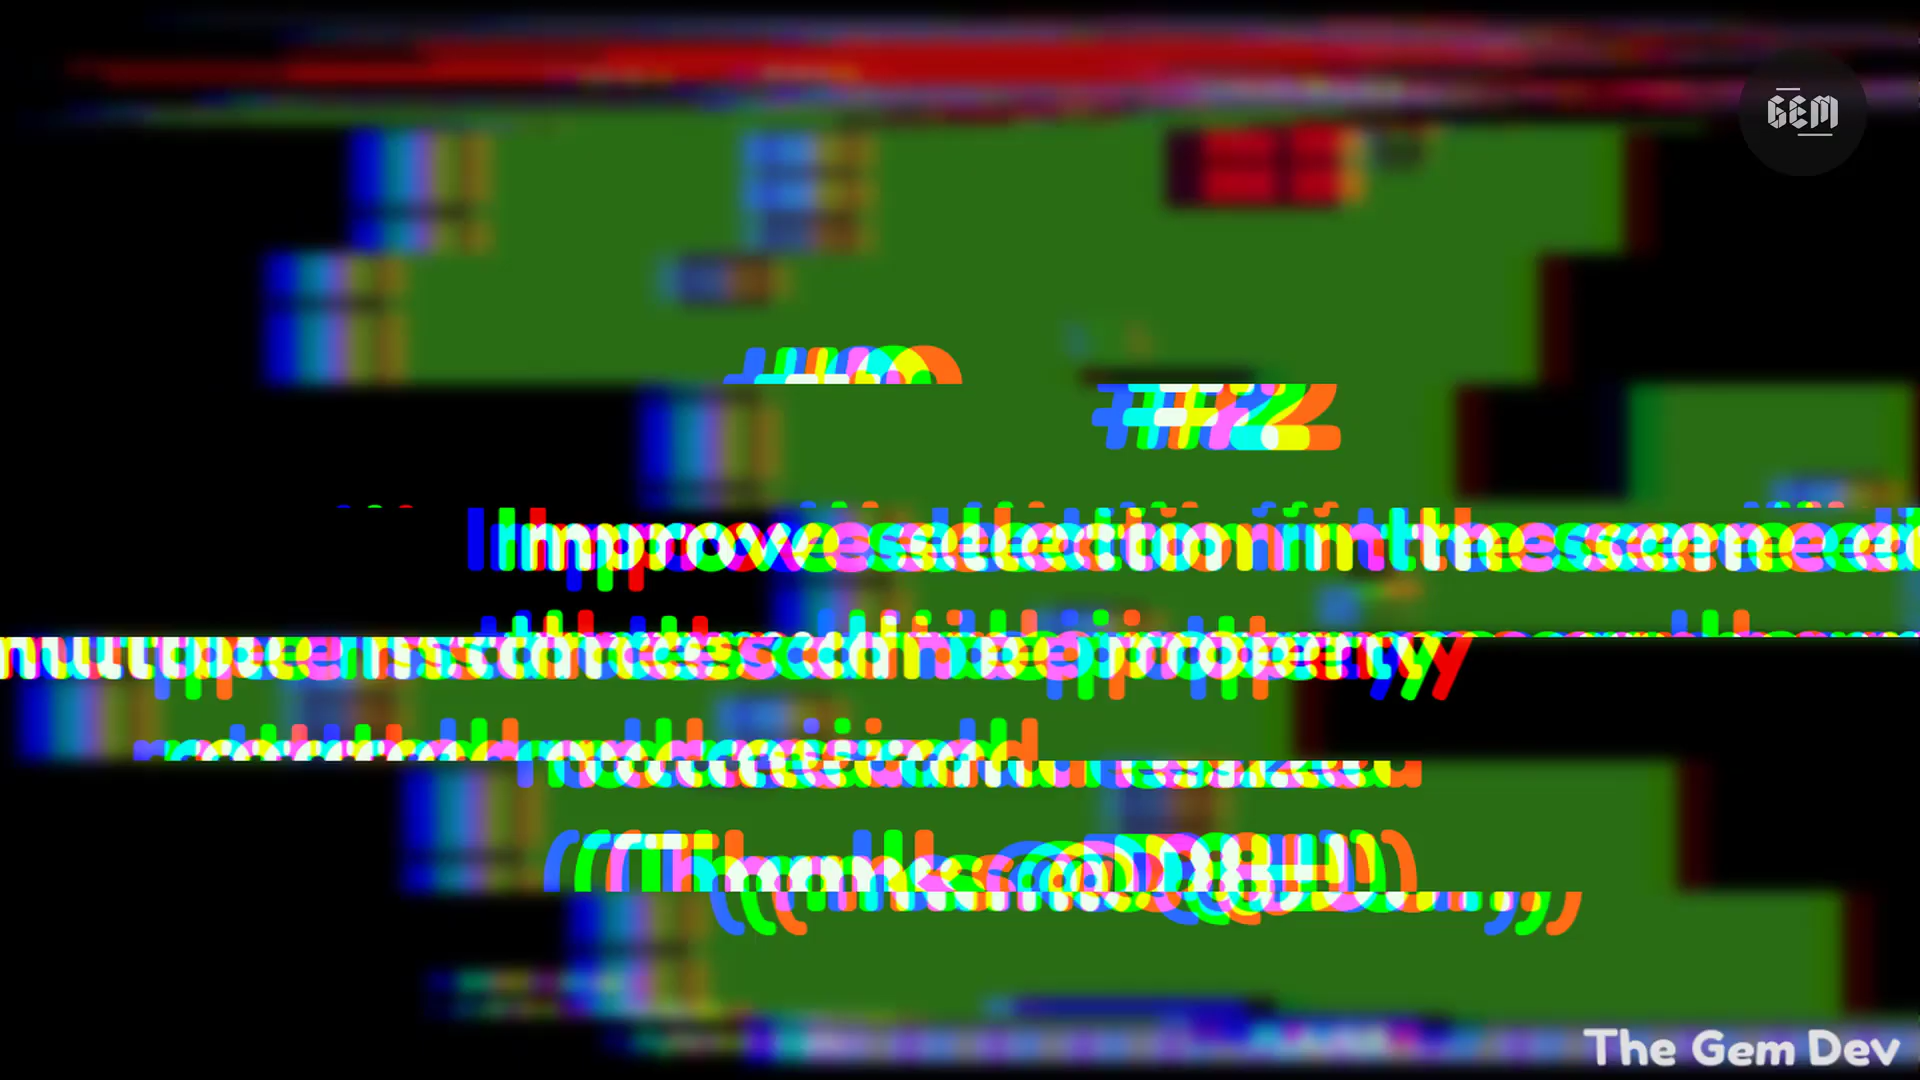 GEM
#2
Improve selection in the scene
multiple instances can be properly
rotated and resized
(Thanks @D8H!)
The Gem Dev